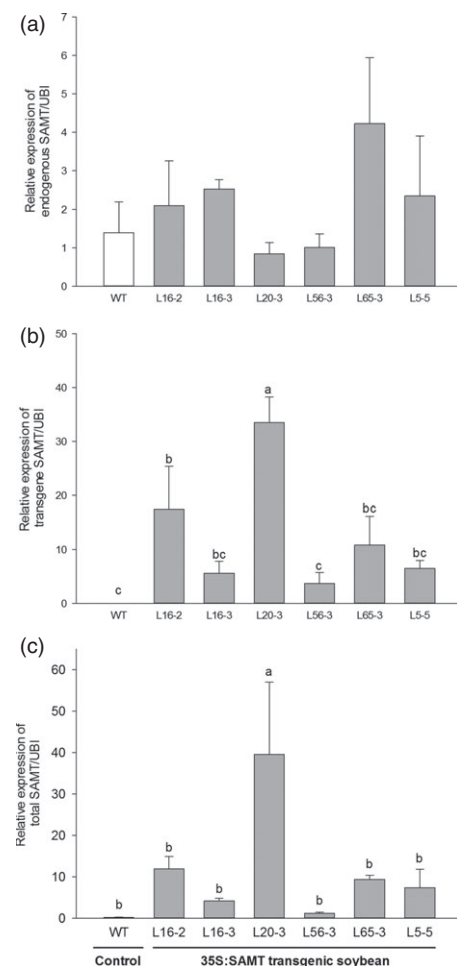 (a)
Relative expression of
endogenous SAMT/UBI
7
6
5
4
3
2
1
0
WT L16-2 L16-3 L20-3 L56-3 L65-3 L5-5
(b)
Relative expression of
transgene SAMT/UBI
50
40
30
20
10
0
c b bc a c bc bc
WT L16-2 L16-3 L20-3 L56-3 L65-3 L5-5
(c)
Relative expression of
total SAMT/UBI
60
50
40
30
20
10
0
b b b a b b b
WT L16-2 L16-3 L20-3 L56-3 L65-3 L5-5
Control 35S:SAMT transgenic soybean